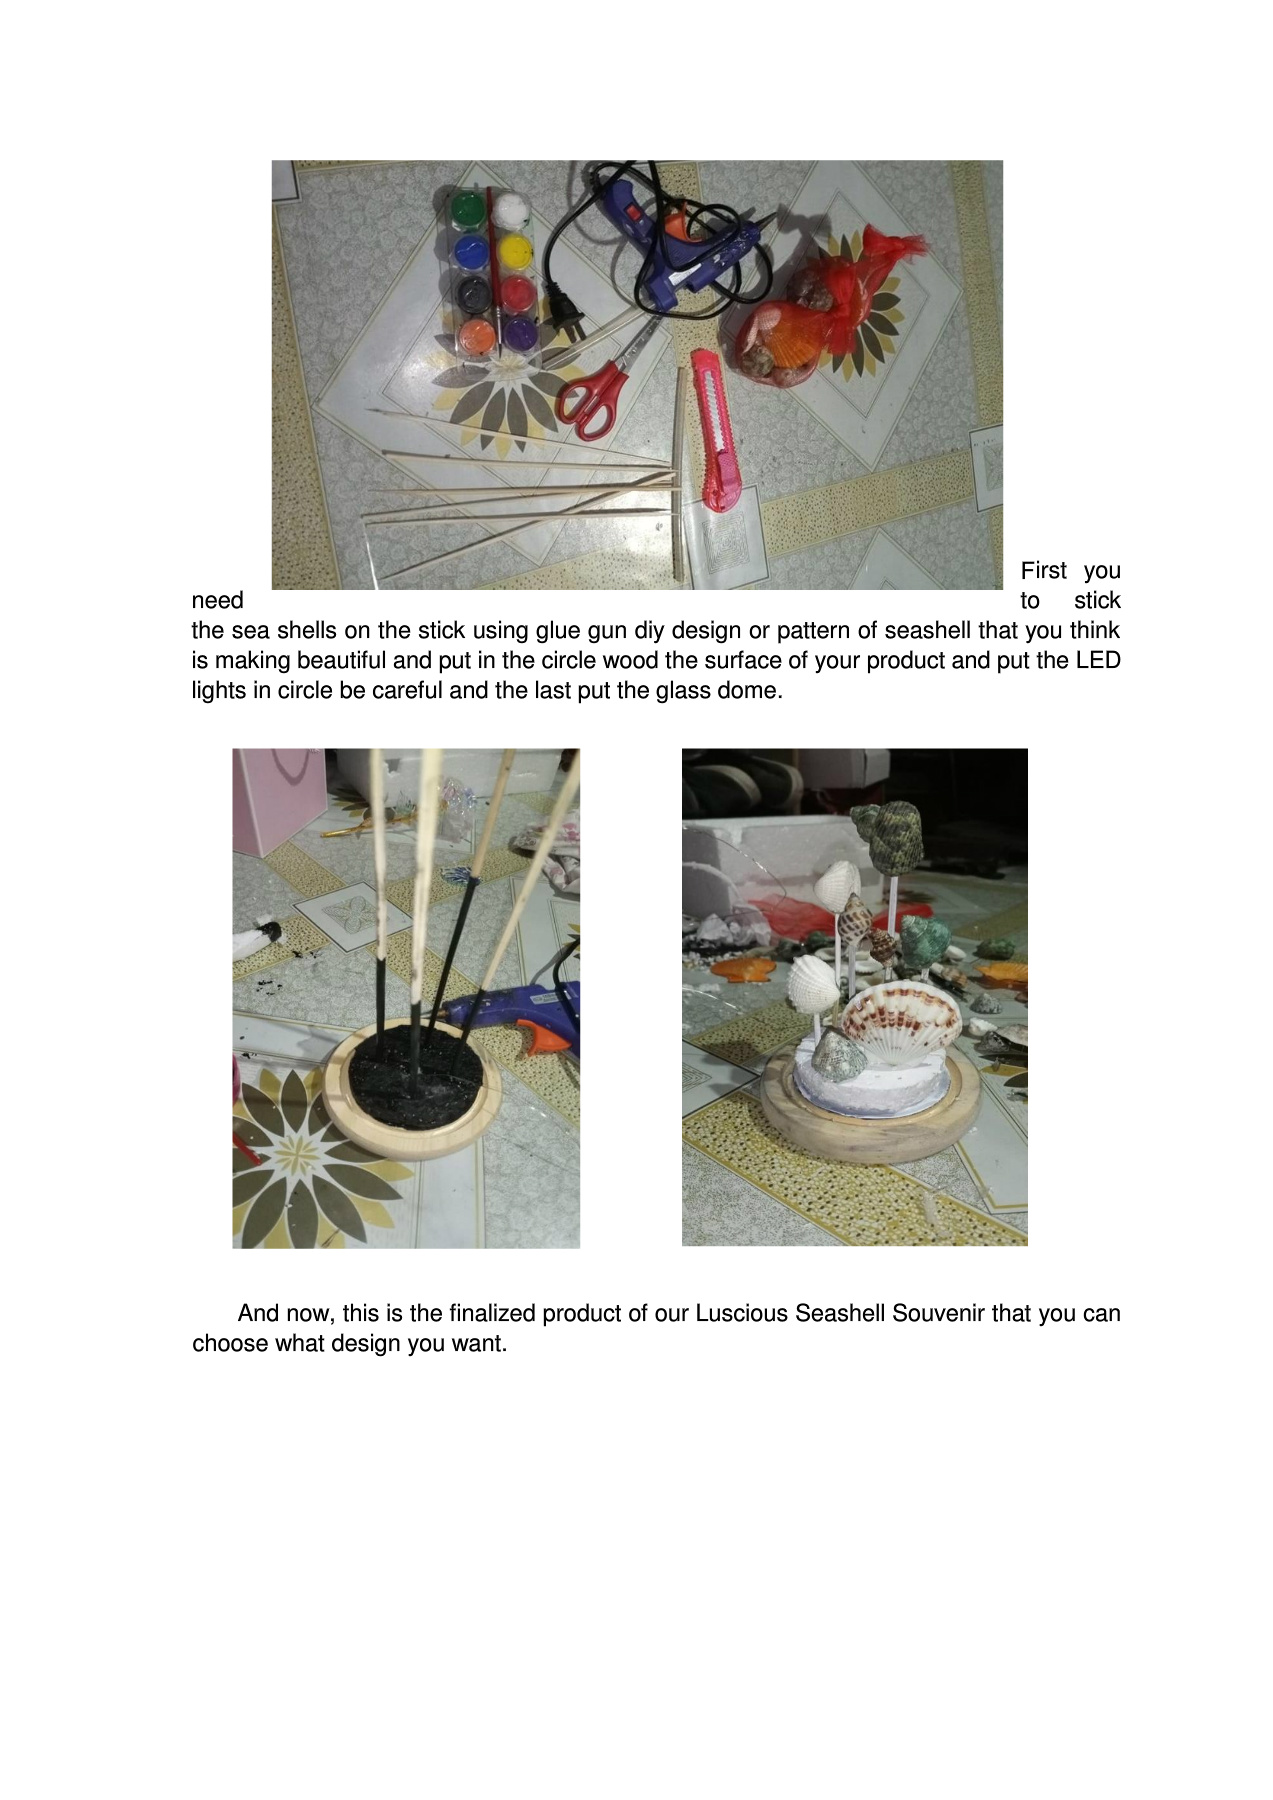 First you
need to stick
the sea shells on the stick using glue gun diy design or pattern of seashell that you think
is making beautiful and put in the circle wood the surface of your product and put the LED
lights in circle be careful and the last put the glass dome.
And now, this is the finalized product of our Luscious Seashell Souvenir that you can
choose what design you want.